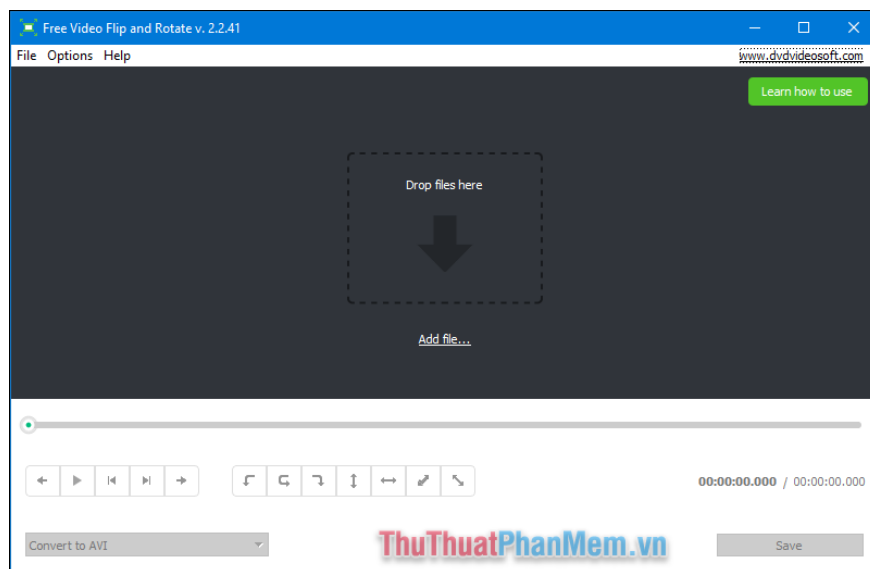 Free Video Flip and Rotate v. 2.2.41
File Options Help www.dvdvideosoft.com
Learn how to use
Drop files here
Add file...
00:00:00.000 / 00:00:00.000
Convert to AVI
ThuThuatPhanMem.vn
Save